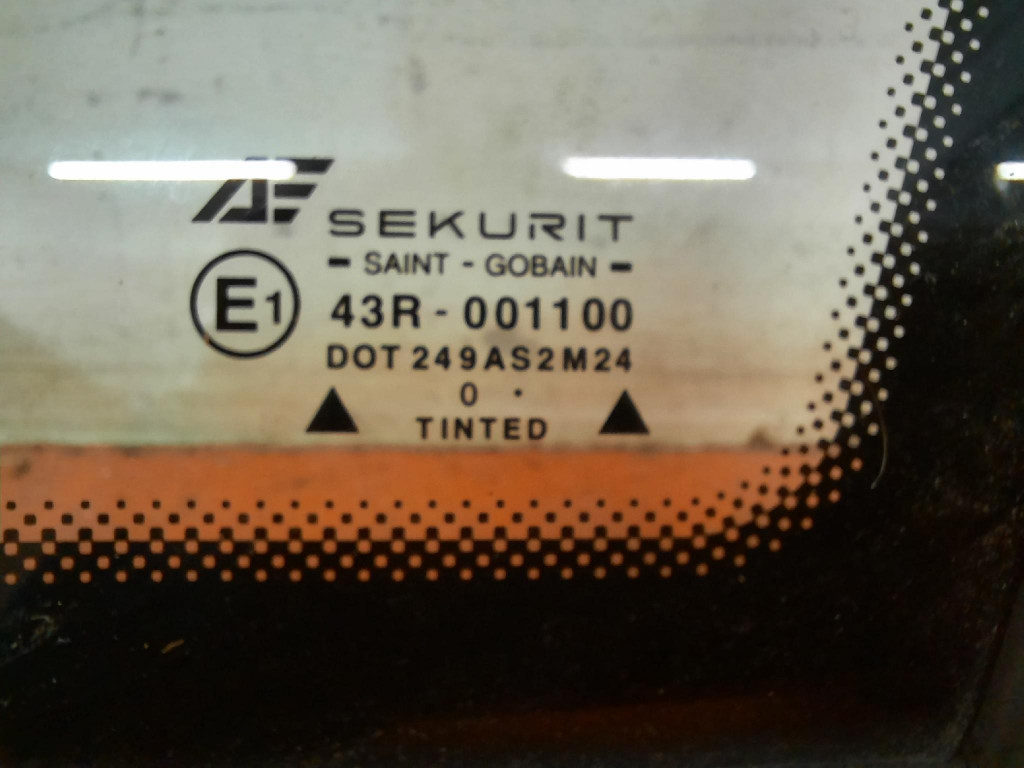 SEKURIT
- SAINT - GOBAIN -
E1
43R - 001100
DOT 249AS2M24
0 .
TINTED